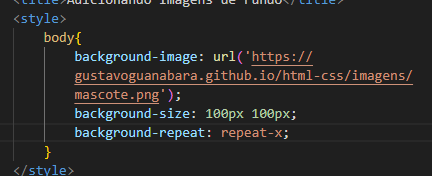 <title>Adicionando imagens de fundo</title>
<style>
body{
background-image: url('https://
gustavoguanabara.github.io/html-css/imagens/
mascote.png');
background-size: 100px 100px;
background-repeat: repeat-x;
}
</style>